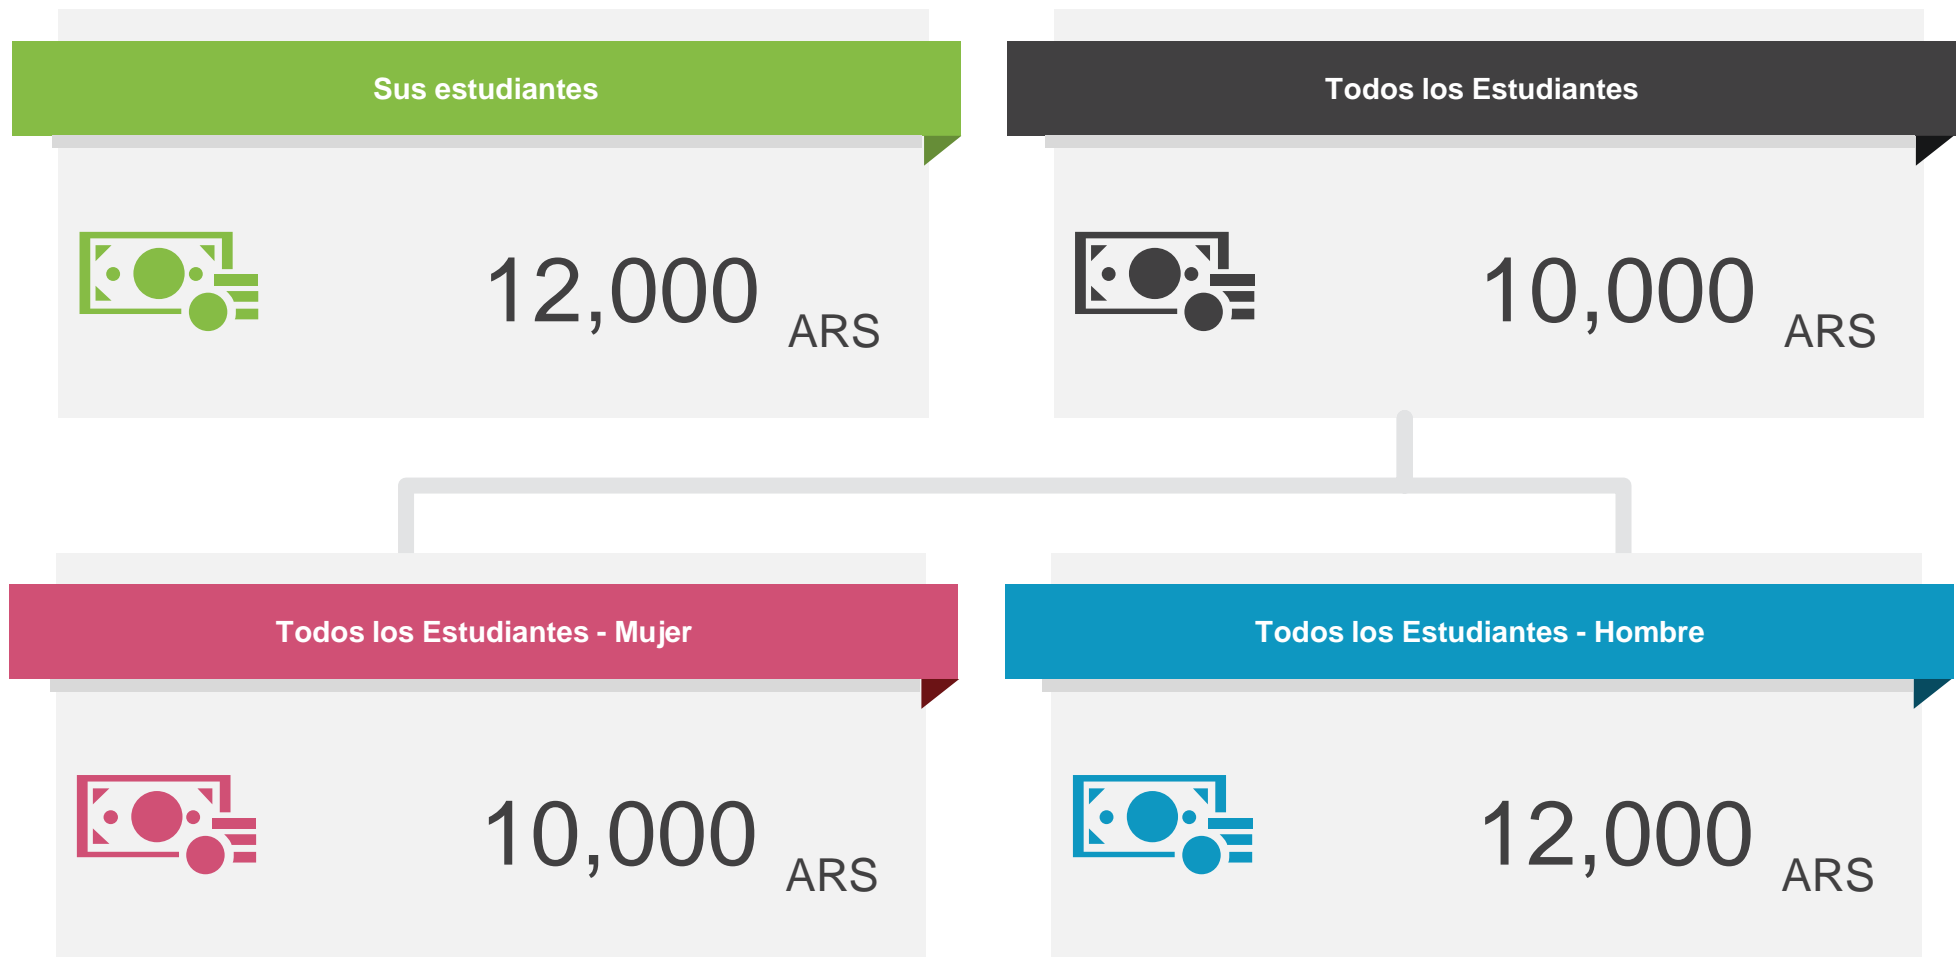 Sus estudiantes
12,000 ARS
Todos los Estudiantes
10,000 ARS
Todos los Estudiantes - Mujer
10,000 ARS
Todos los Estudiantes - Hombre
12,000 ARS